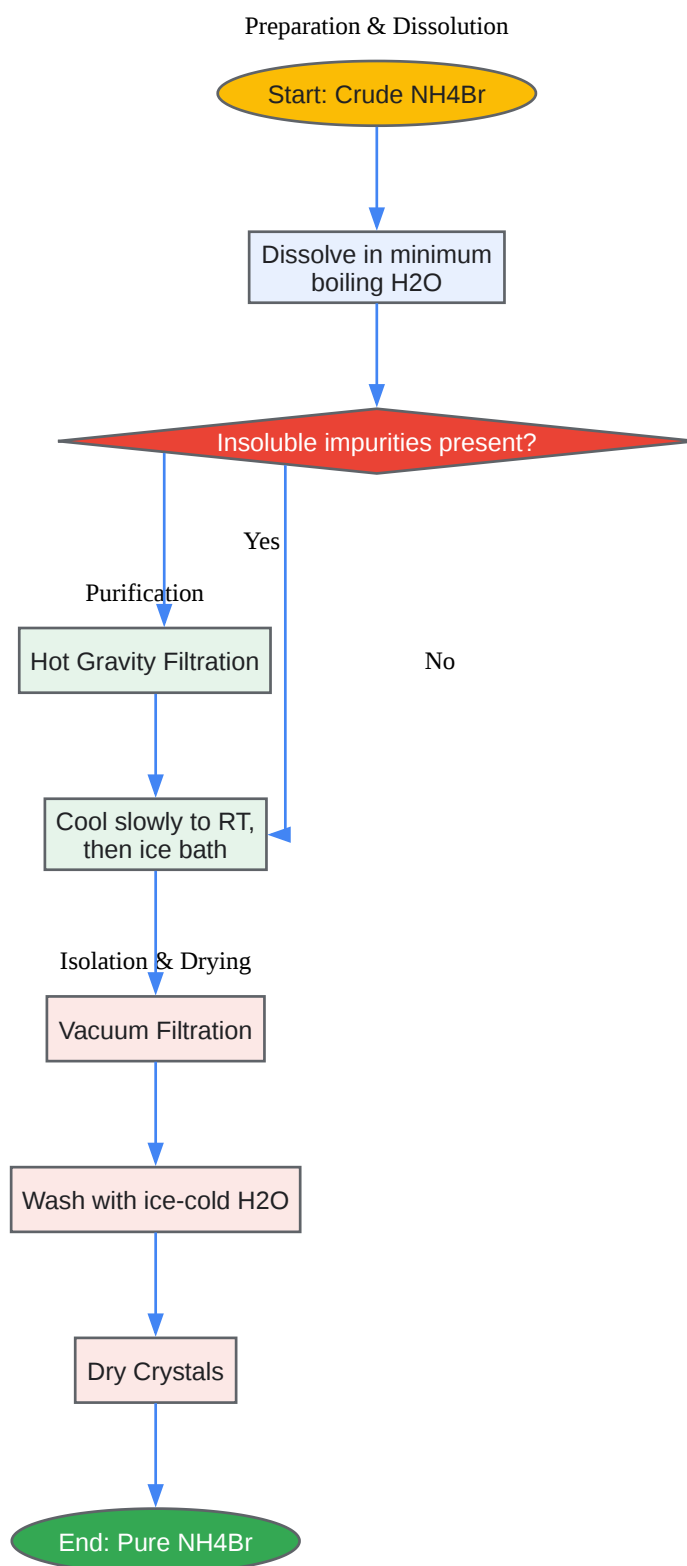 Preparation & Dissolution
Start: Crude NH4Br
Dissolve in minimum
boiling H2O
Insoluble impurities present?
Yes
Purification
Hot Gravity Filtration
No
Cool slowly to RT,
then ice bath
Isolation & Drying
Vacuum Filtration
Wash with ice-cold H2O
Dry Crystals
End: Pure NH4Br